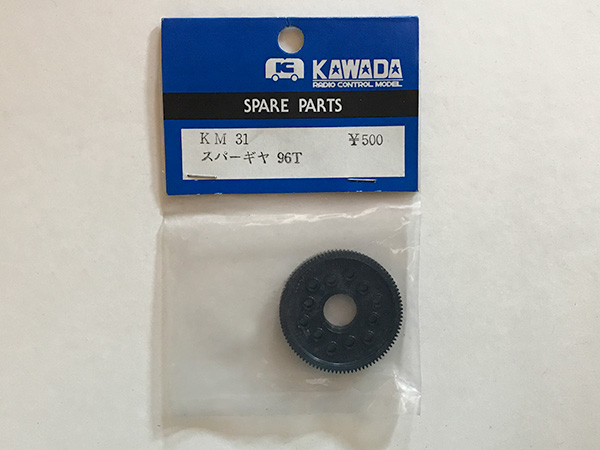 KAWADA
RADIO CONTROL MODEL
SPARE PARTS
KM 31 ¥500
スパーギヤ 96T